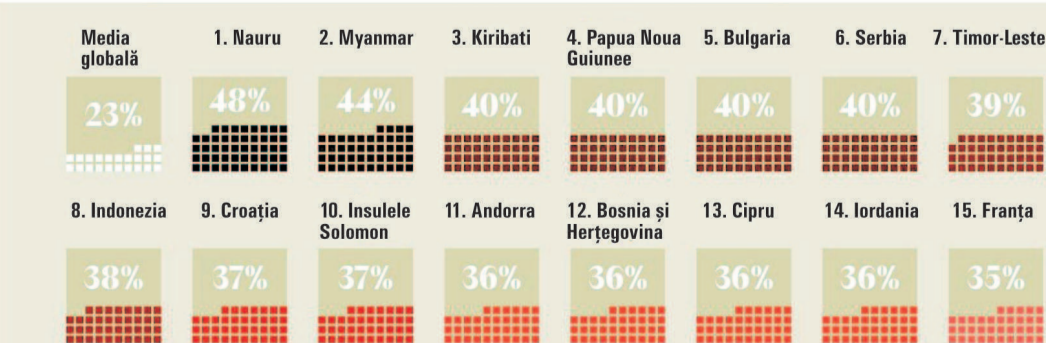 Media
globală
1. Nauru
2. Myanmar
3. Kiribati
4. Papua Noua
Guiunee
5. Bulgaria
6. Serbia
7. Timor-Leste
23%
48%
44%
40%
40%
40%
40%
39%
8. Indonezia
9. Croația
10. Insulele
Solomon
11. Andorra
12. Bosnia și
Herțegovina
13. Cipru
14. Iordania
15. Franța
38%
37%
37%
36%
36%
36%
36%
35%